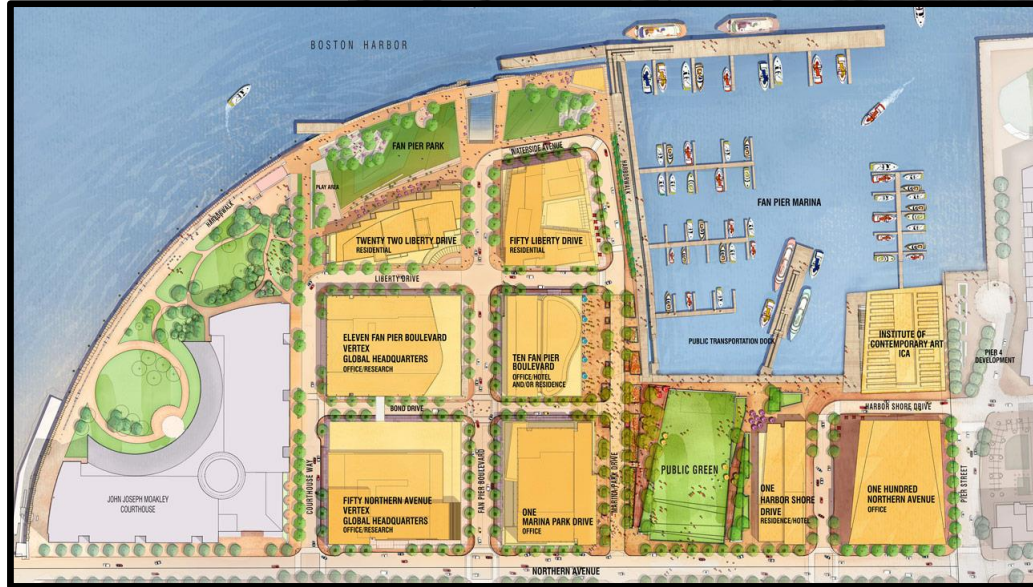 BOSTON HARBOR
FAN PIER PARK
WATERSIDE AVENUE
HARBORWALK
PLAY AREA
HARBORWALK
FAN PIER MARINA
TWENTY TWO LIBERTY DRIVE
RESIDENTIAL
FIFTY LIBERTY DRIVE
RESIDENTIAL
LIBERTY DRIVE
ELEVEN FAN PIER BOULEVARD
VERTEX
GLOBAL HEADQUARTERS
OFFICE/RESEARCH
TEN FAN PIER
BOULEVARD
OFFICE/HOTEL
AND/OR RESIDENCE
PUBLIC TRANSPORTATION DOCK
INSTITUTE OF
CONTEMPORARY ART
ICA
PIER 4
DEVELOPMENT
BOND DRIVE
HARBOR SHORE DRIVE
JOHN JOSEPH MOAKLEY
COURTHOUSE
COURTHOUSE WAY
FIFTY NORTHERN AVENUE
VERTEX
GLOBAL HEADQUARTERS
OFFICE/RESEARCH
FAN PIER BOULEVARD
ONE
MARINA PARK DRIVE
OFFICE
MARINA PARK DRIVE
PUBLIC GREEN
ONE
HARBOR SHORE
DRIVE
RESIDENCE/HOTEL
ONE HUNDRED
NORTHERN AVENUE
OFFICE
PIER STREET
NORTHERN AVENUE